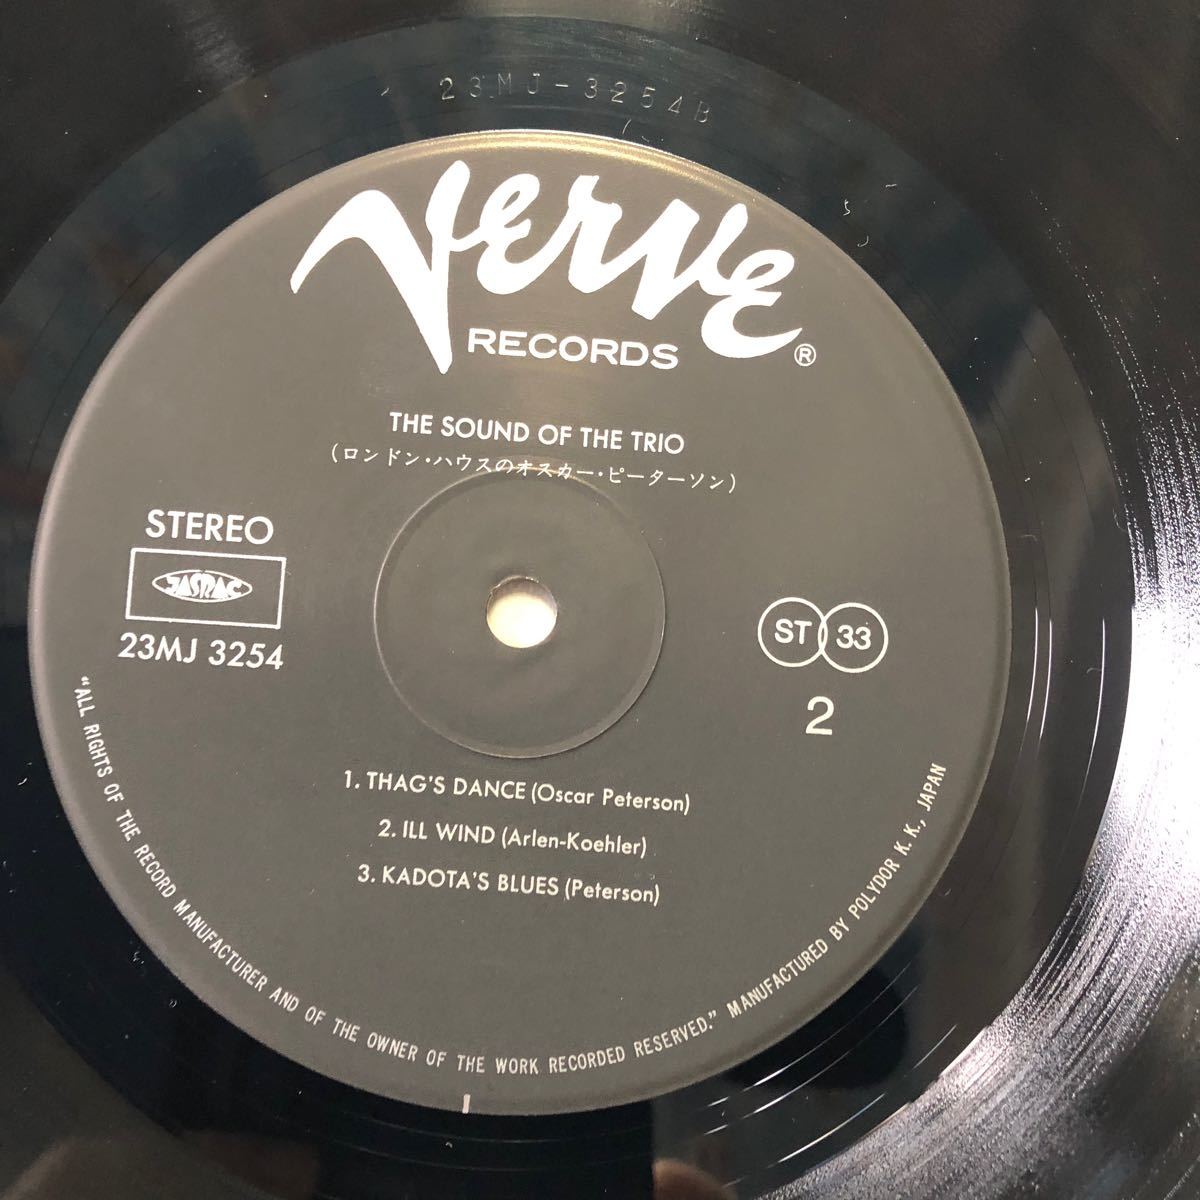 23MJ-3254B
Verve
RECORDS ®
THE SOUND OF THE TRIO
(ロンドン・ハウスのオスカー・ピーターソン)
STEREO
JASRAC
23MJ 3254
ST 33
2
1. THAG'S DANCE (Oscar Peterson)
2. ILL WIND (Arlen-Koehler)
3. KADOTA'S BLUES (Peterson)
“ALL RIGHTS OF THE RECORD MANUFACTURER AND OF THE OWNER OF THE WORK RECORDED RESERVED.” MANUFACTURED BY POLYDOR K. K., JAPAN